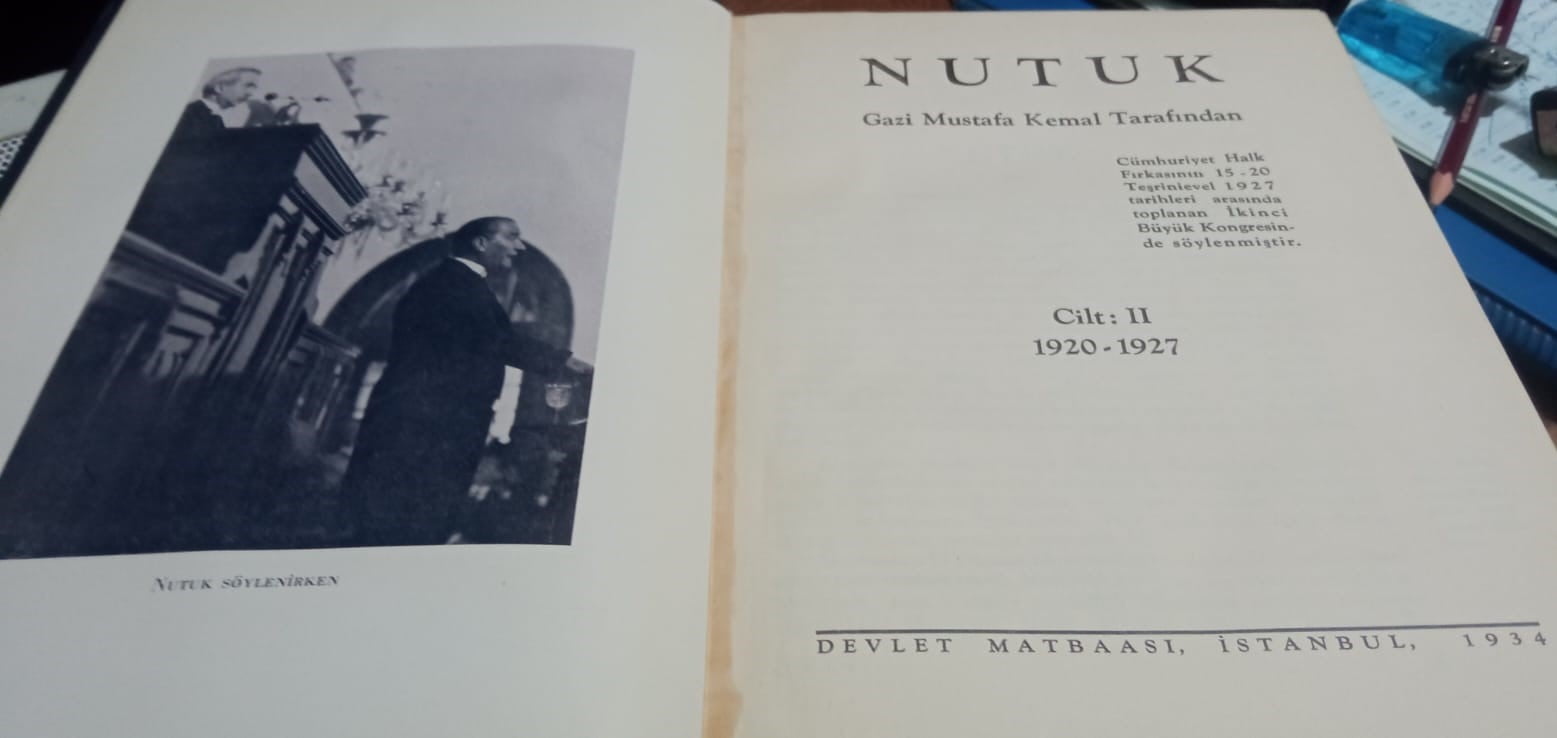 NUTUK SÖYLENİRKEN
NUTUK
Gazi Mustafa Kemal Tarafından
Cümhuriyet Halk
Fırkasının 15-20
Teşrinievel 1927
tarihleri arasında
toplanan İkinci
Büyük Kongresin-
de söylenmiştir.
Cilt: II
1920-1927
DEVLET MATBAASI, İSTANBUL, 1934